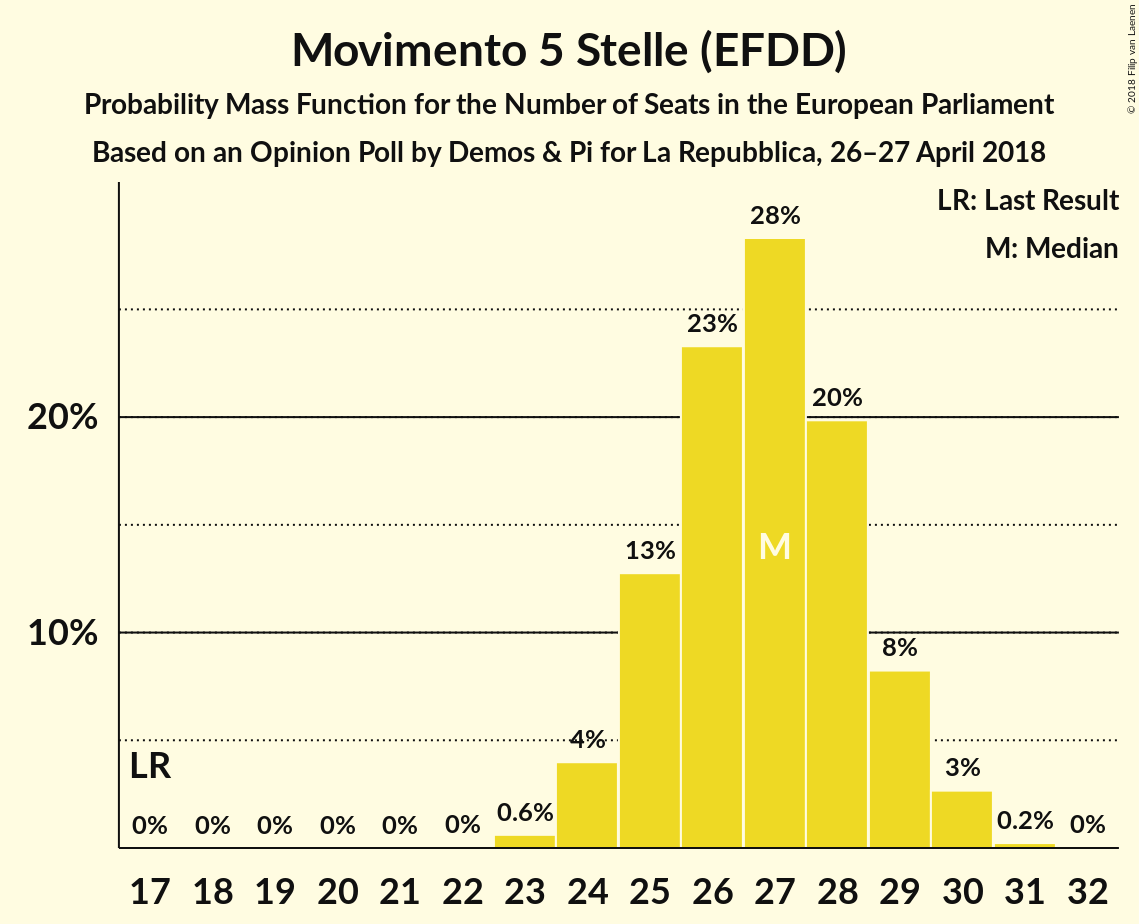 Movimento 5 Stelle (EFDD)
Probability Mass Function for the Number of Seats in the European Parliament
Based on an Opinion Poll by Demos & Pi for La Repubblica, 26–27 April 2018
© 2018 Filip van Laenen
LR: Last Result
M: Median
28%
23%
20%
20%
13%
M
10%
8%
4%
LR
3%
0% 0% 0% 0% 0% 0% 0.6% 0.2% 0%
17 18 19 20 21 22 23 24 25 26 27 28 29 30 31 32